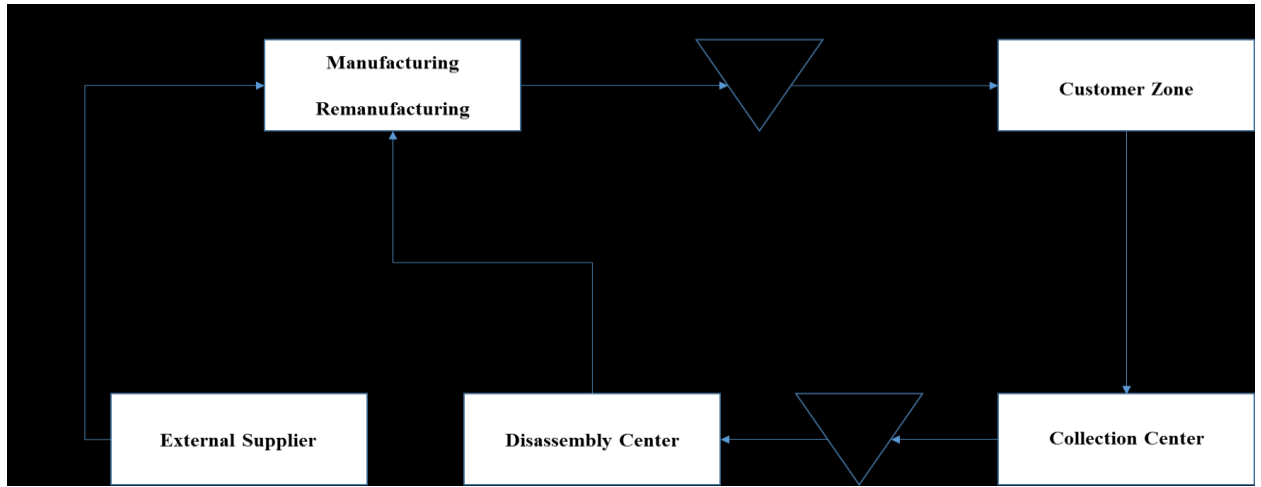 Manufacturing
Remanufacturing
Customer Zone
External Supplier
Disassembly Center
Collection Center